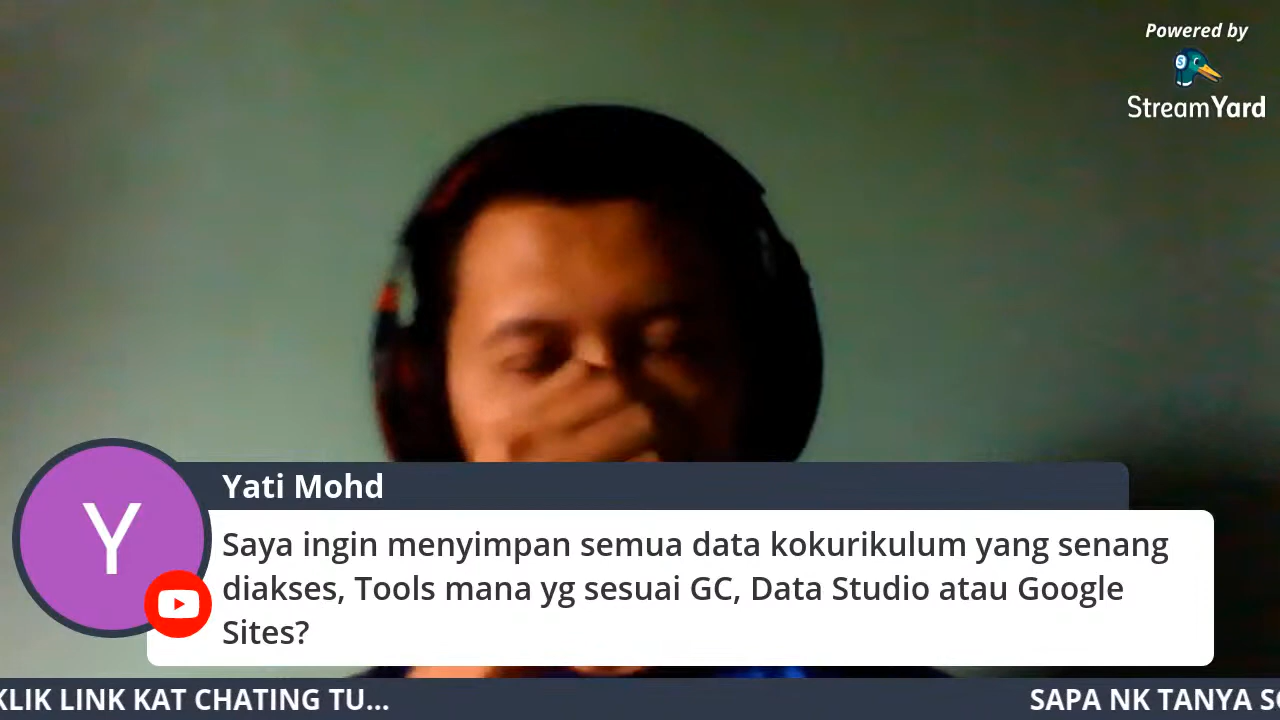 Powered by
StreamYard
Yati Mohd
Y
Saya ingin menyimpan semua data kokurikulum yang senang
diakses, Tools mana yg sesuai GC, Data Studio atau Google
Sites?
KLIK LINK KAT CHATING TU...
SAPA NK TANYA